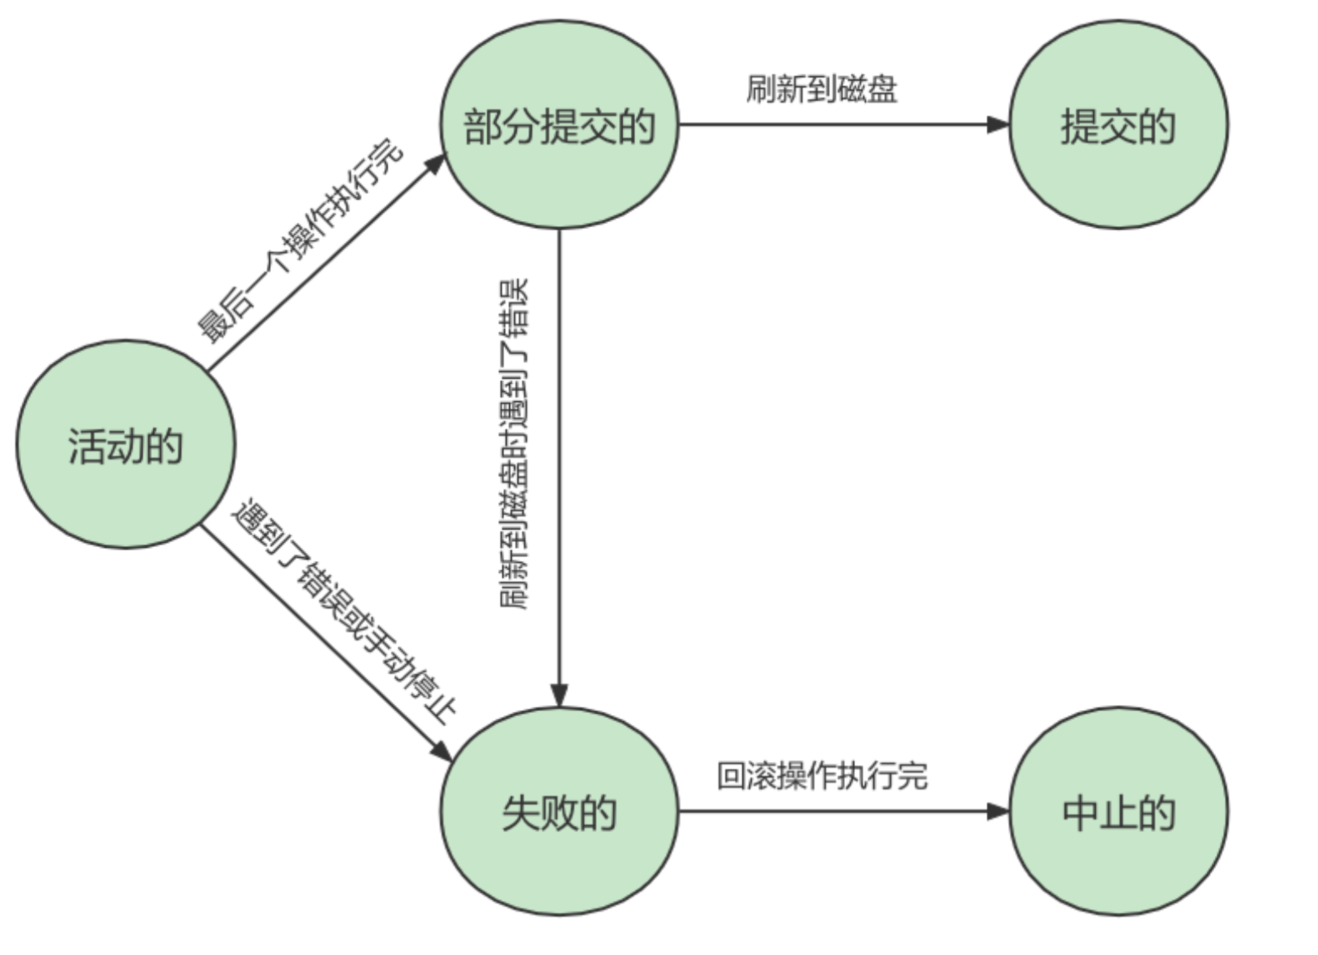 部分提交的
刷新到磁盘
提交的
最后一个操作执行完
刷新到磁盘时遇到了错误
活动的
遇到了错误或手动停止
失败的
回滚操作执行完
中止的